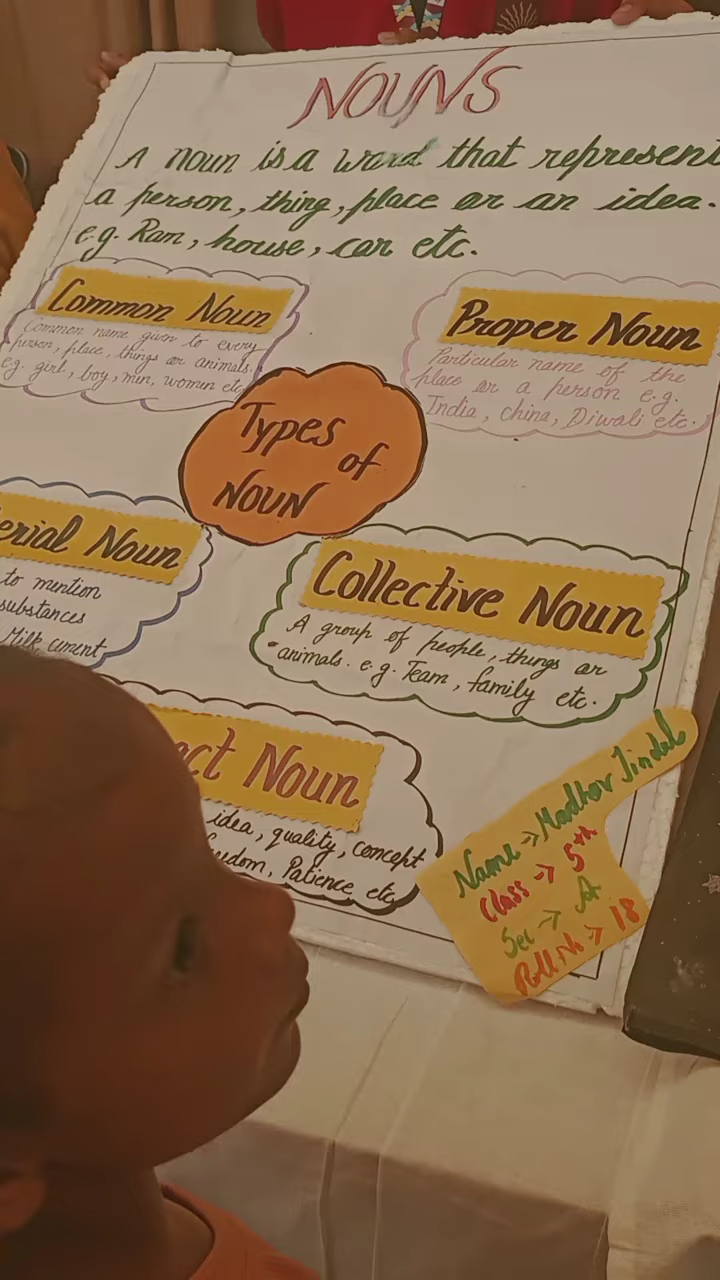 NOUNS
A noun is a word that represent
a person, thing, place or an idea.
e.g. Ram, house, car etc.
Common Noun
Common name given to every
person, place, things or animals.
e.g. girl, boy, men, women etc
Proper Noun
Particular name of the
place or a person e.g.
India, China, Diwali etc.
Types
of
NOUN
erial Noun
to mention
substances
Milk, cement
Collective Noun
A group of people, things or
animals. e.g. Team, family etc.
ct Noun
idea, quality, concept
edom, Patience etc
Name → Madhav Jindal
Class → 5th
Sec → A
Roll No → 18